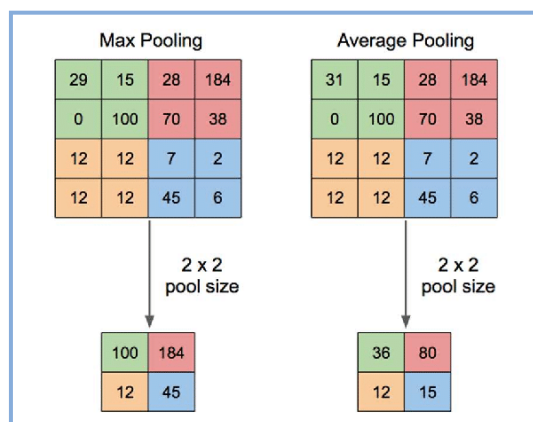 Max Pooling
29 15 28 184
0 100 70 38
12 12 7 2
12 12 45 6
2 x 2
pool size
100 184
12 45
Average Pooling
31 15 28 184
0 100 70 38
12 12 7 2
12 12 45 6
2 x 2
pool size
36 80
12 15